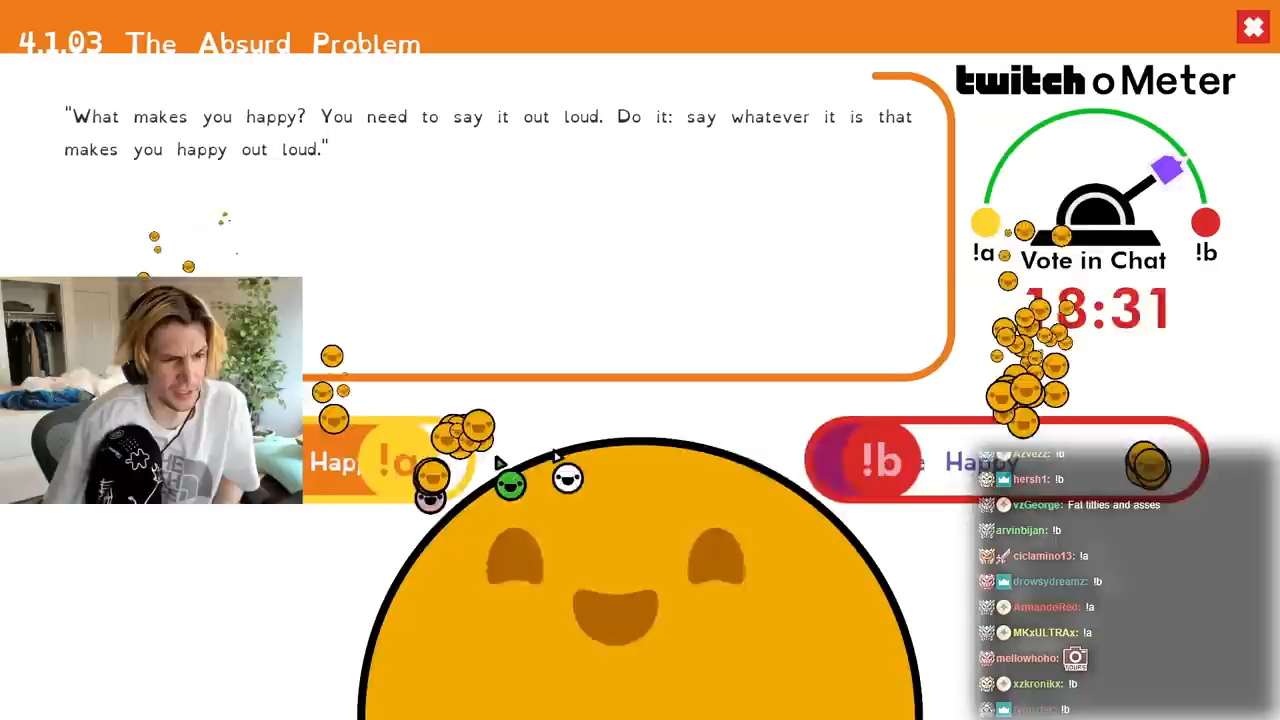 4.1.03 The Absurd Problem
"What makes you happy? You need to say it out loud. Do it: say whatever it is that
makes you happy out loud."
twitch o Meter
!a
!b
Vote in Chat
18:31
!a
!b Happy
!b
hersh1: !b
vzGeorge: Fat titties and asses
arvinbijan: !b
ciclamino13: !a
drowsydreamz: !b
ArmandoRed: !a
MKxULTRAx: !a
mellowhoho:
xzkronikx: !b
!b